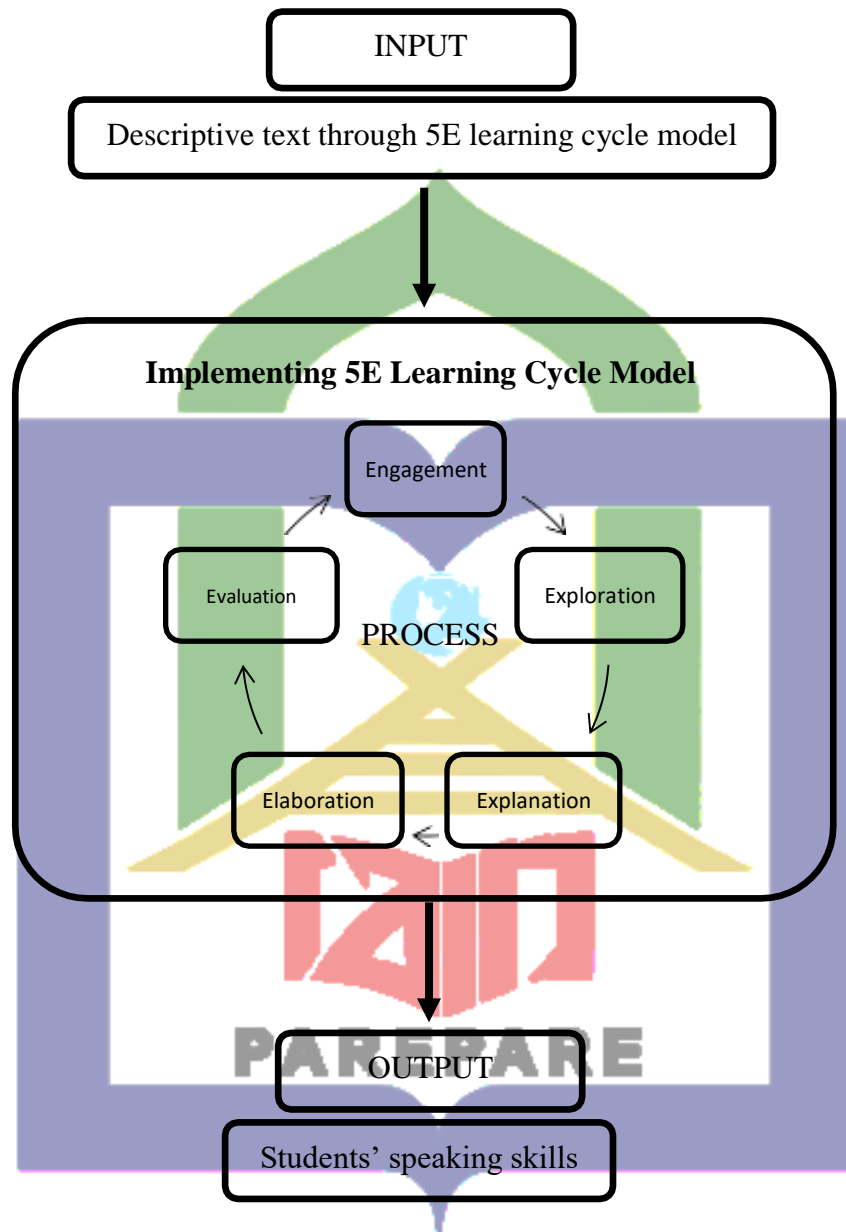 INPUT
Descriptive text through 5E learning cycle model
Implementing 5E Learning Cycle Model
Engagement
Evaluation
Exploration
PROCESS
Elaboration
Explanation
PAREPARE
OUTPUT
Students’ speaking skills